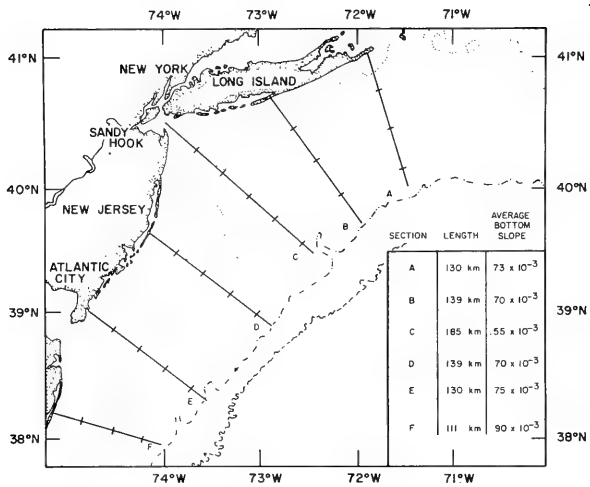 74°W 73°W 72°W 71°W
41°N 41°N
NEW YORK
LONG ISLAND
SANDY
HOOK
40°N 40°N
NEW JERSEY
ATLANTIC
CITY
39°N 39°N
38°N 38°N
A
B
C
D
E
F
SECTION LENGTH AVERAGE BOTTOM SLOPE
A 130 km 73 x 10⁻³
B 139 km 70 x 10⁻³
C 185 km .55 x 10⁻³
D 139 km 70 x 10⁻³
E 130 km 75 x 10⁻³
F 111 km 90 x 10⁻³
74°W 73°W 72°W 71°W